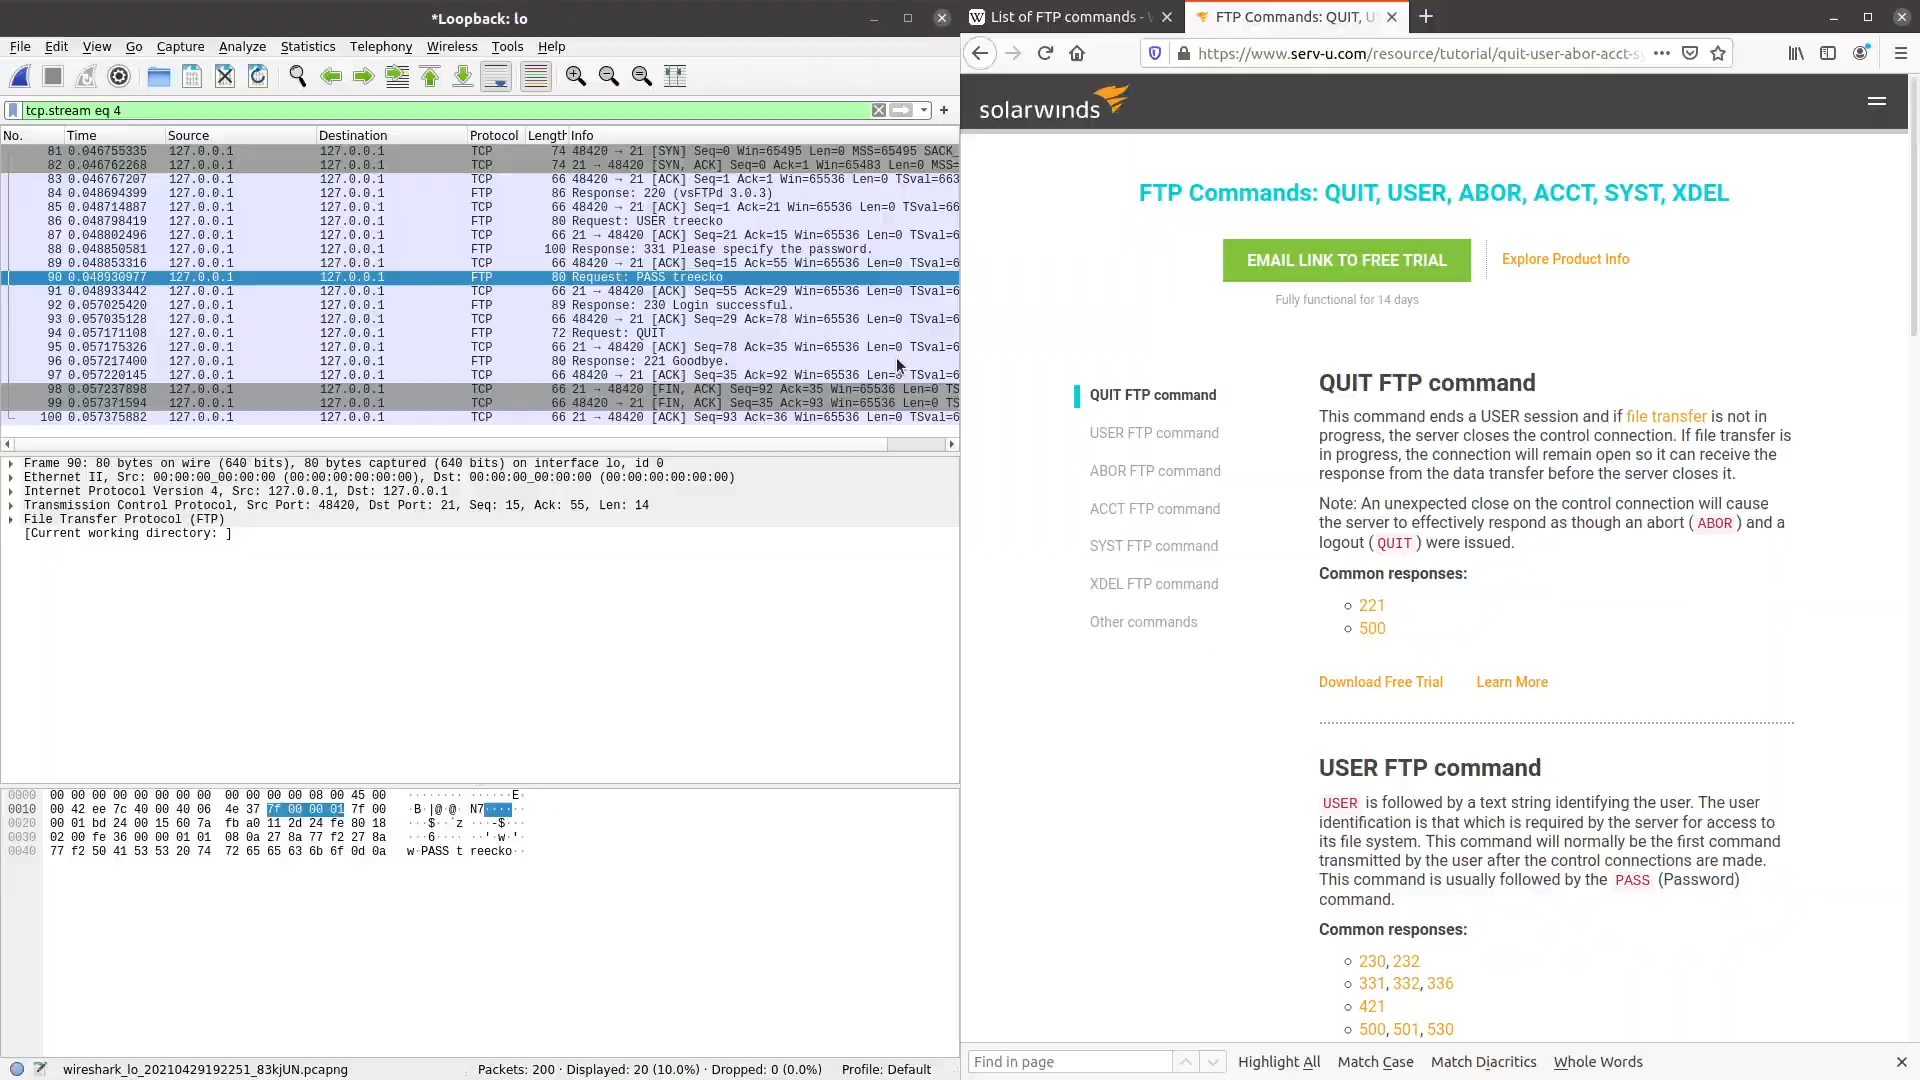 *Loopback: lo
File Edit View Go Capture Analyze Statistics Telephony Wireless Tools Help
tcp.stream eq 4
No. Time Source Destination Protocol Length Info
81 0.046755335 127.0.0.1 127.0.0.1 TCP 74 48420 → 21 [SYN] Seq=0 Win=65495 Len=0 MSS=65495 SACK_
82 0.046762268 127.0.0.1 127.0.0.1 TCP 74 21 → 48420 [SYN, ACK] Seq=0 Ack=1 Win=65483 Len=0 MSS=
83 0.046767207 127.0.0.1 127.0.0.1 TCP 66 48420 → 21 [ACK] Seq=1 Ack=1 Win=65536 Len=0 TSval=663
84 0.048694399 127.0.0.1 127.0.0.1 FTP 86 Response: 220 (vsFTPd 3.0.3)
85 0.048714887 127.0.0.1 127.0.0.1 TCP 66 48420 → 21 [ACK] Seq=1 Ack=21 Win=65536 Len=0 TSval=66
86 0.048798419 127.0.0.1 127.0.0.1 FTP 80 Request: USER treecko
87 0.048802496 127.0.0.1 127.0.0.1 TCP 66 21 → 48420 [ACK] Seq=21 Ack=15 Win=65536 Len=0 TSval=6
88 0.048850581 127.0.0.1 127.0.0.1 FTP 100 Response: 331 Please specify the password.
89 0.048853316 127.0.0.1 127.0.0.1 TCP 66 48420 → 21 [ACK] Seq=15 Ack=55 Win=65536 Len=0 TSval=6
90 0.048930977 127.0.0.1 127.0.0.1 FTP 80 Request: PASS treecko
91 0.048933442 127.0.0.1 127.0.0.1 TCP 66 21 → 48420 [ACK] Seq=55 Ack=29 Win=65536 Len=0 TSval=6
92 0.057025420 127.0.0.1 127.0.0.1 FTP 89 Response: 230 Login successful.
93 0.057035128 127.0.0.1 127.0.0.1 TCP 66 48420 → 21 [ACK] Seq=29 Ack=78 Win=65536 Len=0 TSval=6
94 0.057171108 127.0.0.1 127.0.0.1 FTP 72 Request: QUIT
95 0.057175326 127.0.0.1 127.0.0.1 TCP 66 21 → 48420 [ACK] Seq=78 Ack=35 Win=65536 Len=0 TSval=6
96 0.057217400 127.0.0.1 127.0.0.1 FTP 80 Response: 221 Goodbye.
97 0.057220145 127.0.0.1 127.0.0.1 TCP 66 48420 → 21 [ACK] Seq=35 Ack=92 Win=65536 Len=0 TSval=6
98 0.057237898 127.0.0.1 127.0.0.1 TCP 66 21 → 48420 [FIN, ACK] Seq=92 Ack=35 Win=65536 Len=0 TS
99 0.057371594 127.0.0.1 127.0.0.1 TCP 66 48420 → 21 [FIN, ACK] Seq=35 Ack=93 Win=65536 Len=0 TS
100 0.057375882 127.0.0.1 127.0.0.1 TCP 66 21 → 48420 [ACK] Seq=93 Ack=36 Win=65536 Len=0 TSval=6
Frame 90: 80 bytes on wire (640 bits), 80 bytes captured (640 bits) on interface lo, id 0
Ethernet II, Src: 00:00:00_00:00:00 (00:00:00:00:00:00), Dst: 00:00:00_00:00:00 (00:00:00:00:00:00)
Internet Protocol Version 4, Src: 127.0.0.1, Dst: 127.0.0.1
Transmission Control Protocol, Src Port: 48420, Dst Port: 21, Seq: 15, Ack: 55, Len: 14
File Transfer Protocol (FTP)
[Current working directory: ]
0000 00 00 00 00 00 00 00 00 00 00 00 00 08 00 45 00 ········ ······E·
0010 00 42 ee 7c 40 00 40 06 4e 37 7f 00 00 01 7f 00 ·B·|@·@· N7······
0020 00 01 bd 24 00 15 60 7a fb a0 11 2d 24 fe 80 18 ···$··`z ···-$···
0030 02 00 fe 36 00 00 01 01 08 0a 27 8a 77 f2 27 8a ···6···· ··'·w·'·
0040 77 f2 50 41 53 53 20 74 72 65 65 63 6b 6f 0d 0a w·PASS t reecko··
wireshark_lo_20210429192251_83kjUN.pcapng Packets: 200 · Displayed: 20 (10.0%) · Dropped: 0 (0.0%) Profile: Default
List of FTP commands -
FTP Commands: QUIT, U
https://www.serv-u.com/resource/tutorial/quit-user-abor-acct-s
solarwinds
FTP Commands: QUIT, USER, ABOR, ACCT, SYST, XDEL
EMAIL LINK TO FREE TRIAL
Explore Product Info
Fully functional for 14 days
QUIT FTP command
USER FTP command
ABOR FTP command
ACCT FTP command
SYST FTP command
XDEL FTP command
Other commands
QUIT FTP command
This command ends a USER session and if file transfer is not in
progress, the server closes the control connection. If file transfer is
in progress, the connection will remain open so it can receive the
response from the data transfer before the server closes it.
Note: An unexpected close on the control connection will cause
the server to effectively respond as though an abort ( ABOR ) and a
logout ( QUIT ) were issued.
Common responses:
221
500
Download Free Trial Learn More
USER FTP command
USER is followed by a text string identifying the user. The user
identification is that which is required by the server for access to
its file system. This command will normally be the first command
transmitted by the user after the control connections are made.
This command is usually followed by the PASS (Password)
command.
Common responses:
230, 232
331, 332, 336
421
500, 501, 530
Find in page Highlight All Match Case Match Diacritics Whole Words